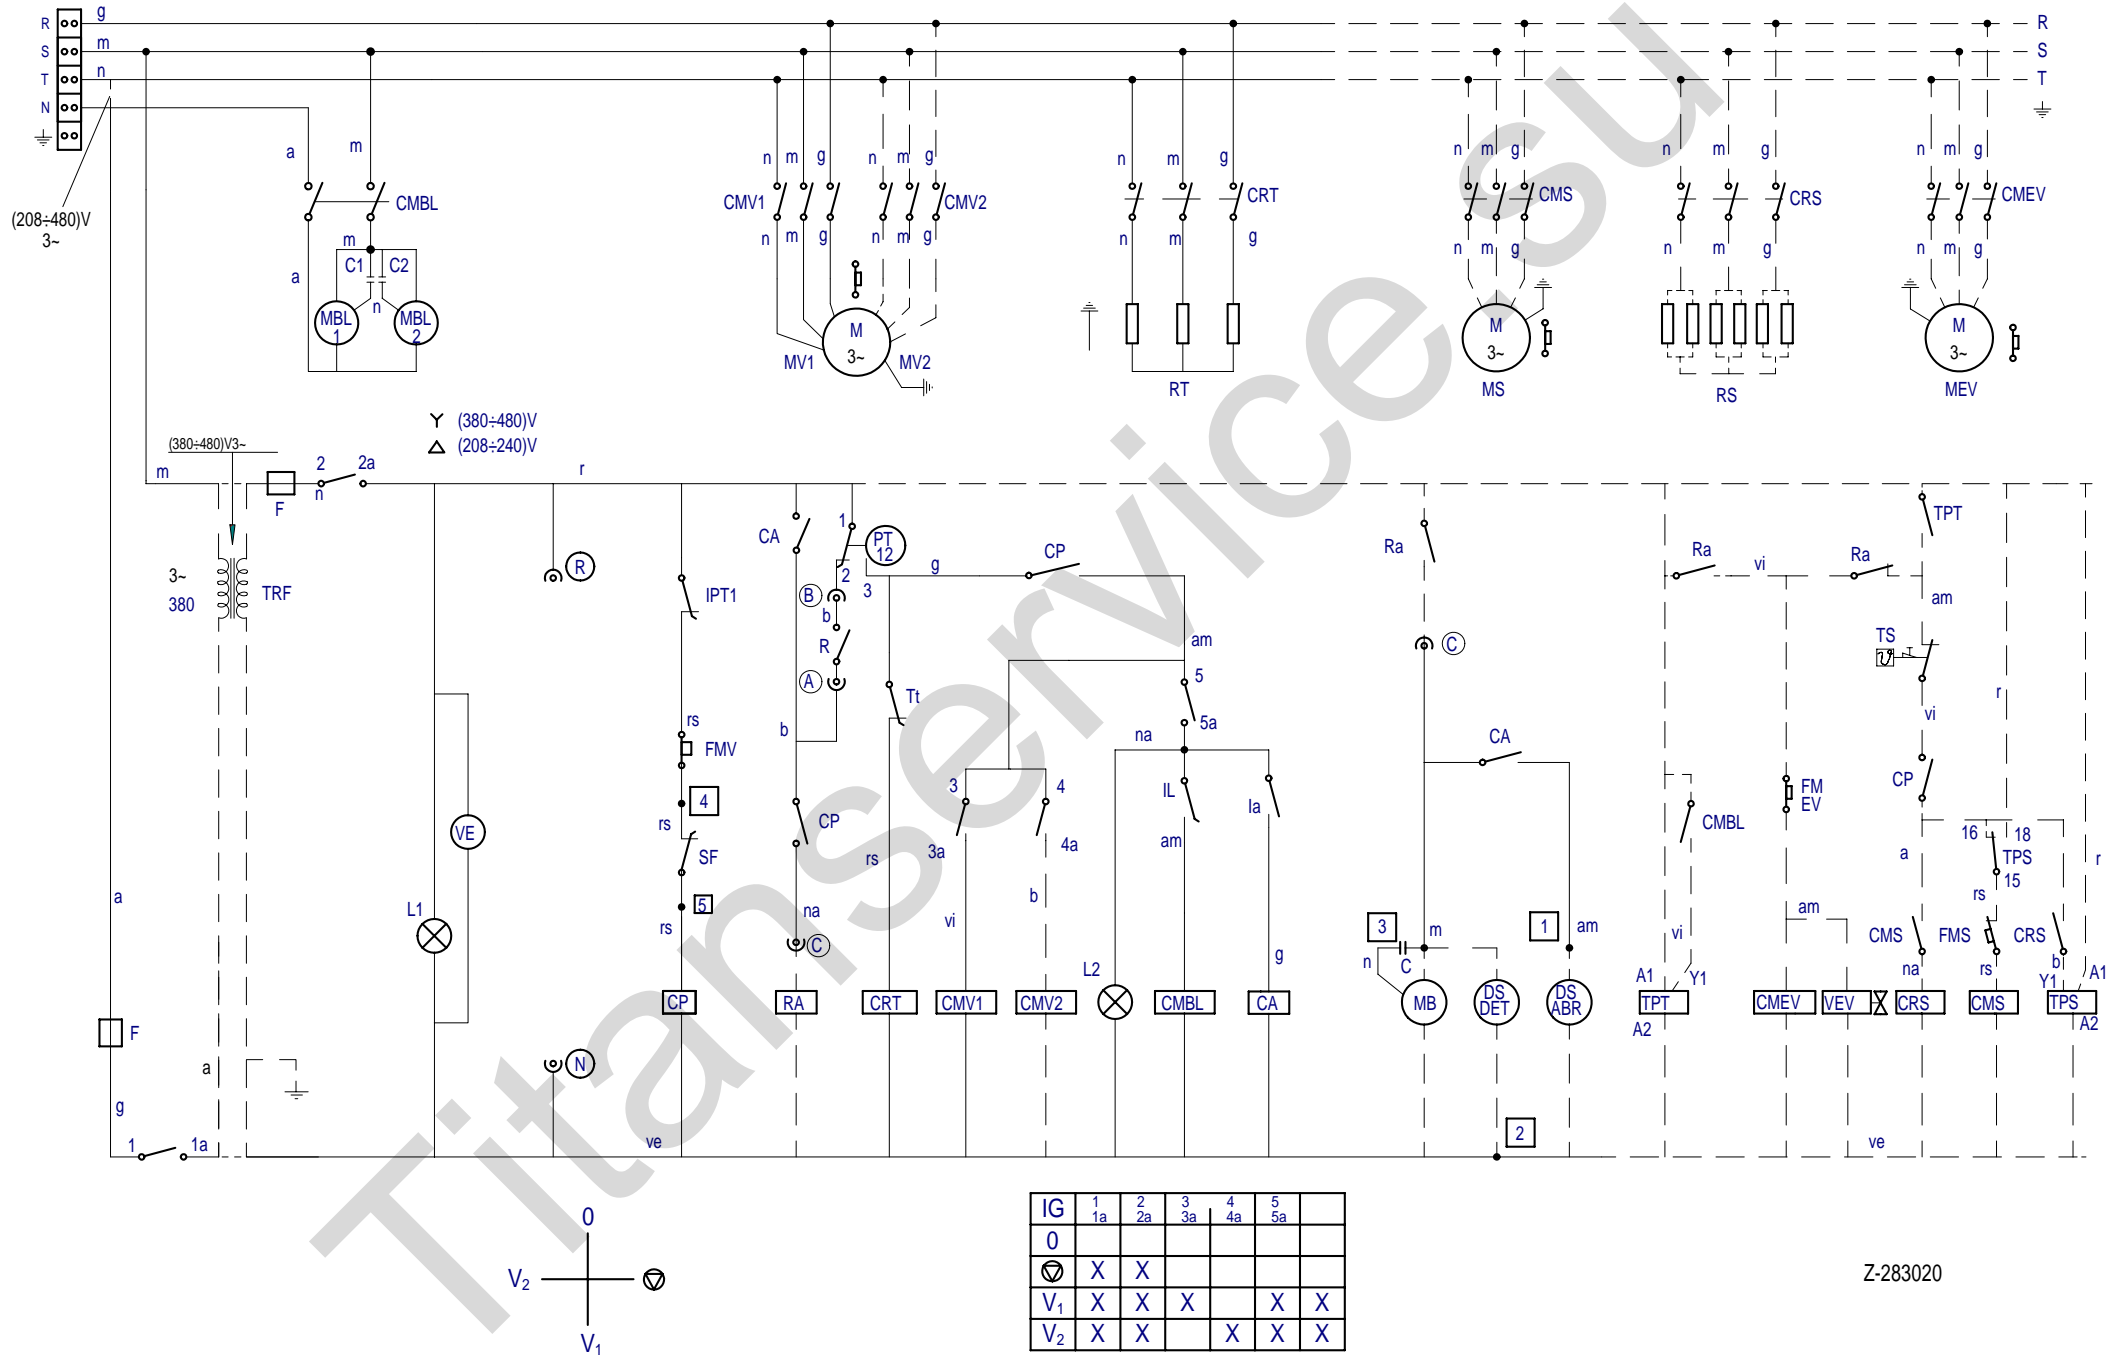 R g R
S m S
T n T
N
a m
n m g n m g
n m g
n m g
n m g
n m g
CMBL
CMV1 CMV2
CRT
CMS
CRS
CMEV
(208÷480)V
3~
m
n m g n m g
n m g
n m g
n m g
n m g
a
C1 C2
n
MBL
1
MBL
2
M
3~
MV1 MV2
RT
M
3~
MS
RS
M
3~
MEV
Y (380÷480)V
△ (208÷240)V
(380÷480)V3~
m
2 2a
n
F
r
3~
380
TRF
R
IPT1
CA
1
PT
12
2
3
g
CP
B
b
R
A
Tt
b
am
5
5a
na
Ra
C
CA
Ra
vi
Ra
TPT
am
TS
vi
r
CP
rs
FMV
4
rs
SF
5
rs
VE
L1
a
CP
na
C
rs
3
3a
vi
4
4a
b
IL
am
Ia
g
L2
3
m
n
C
1
am
CMBL
vi
FM
EV
am
a
16 18
TPS
15
rs
r
CMS
FMS
CRS
na
rs
b
A1 Y1
Y1 A1
CP
RA
CRT
CMV1
CMV2
CMBL
CA
MB
DS
DET
DS
ABR
TPT
CMEV
VEV
CRS
CMS
TPS
A2
A2
F
a
N
g
1 1a
ve
2
ve
0
V2
V1
IG 1 1a 2 2a 3 3a 4 4a 5 5a
0
X X
V1 X X X X X
V2 X X X X X
Z-283020
Titanservice.su